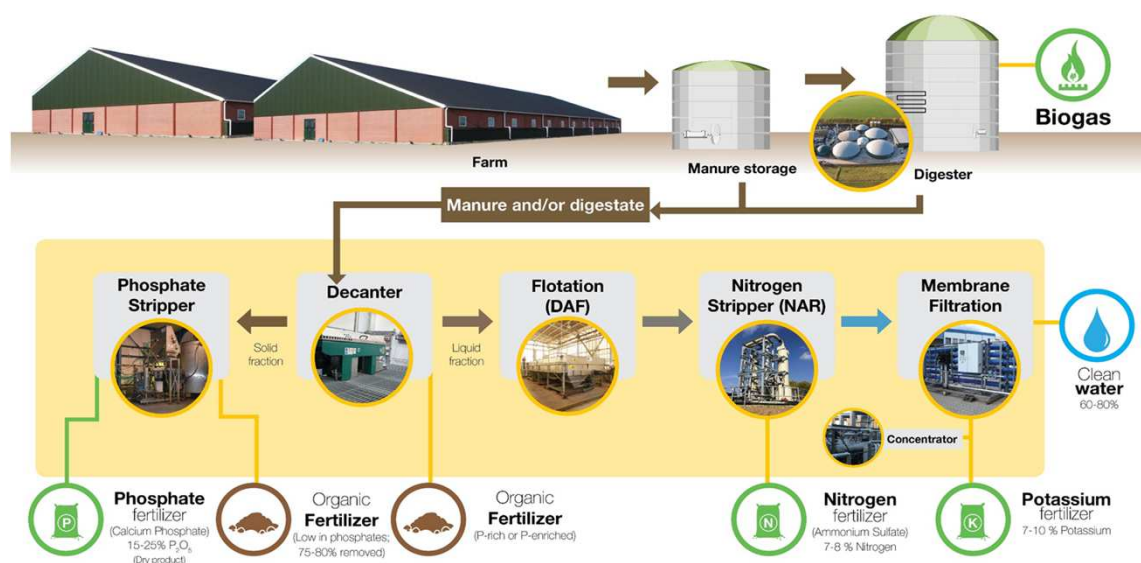 Farm
Manure storage
Digester
Biogas
Manure and/or digestate
Phosphate
Stripper
Decanter
Flotation
(DAF)
Nitrogen
Stripper (NAR)
Membrane
Filtration
Solid
fraction
Liquid
fraction
Clean
water
60-80%
Concentrator
P
Phosphate
fertilizer
(Calcium Phosphate)
15-25% P₂O₅
(Dry product)
Organic
Fertilizer
(Low in phosphates;
75-80% removed)
Organic
Fertilizer
(P-rich or P-enriched)
N
Nitrogen
fertilizer
(Ammonium Sulfate)
7-8 % Nitrogen
K
Potassium
fertilizer
7-10 % Potassium